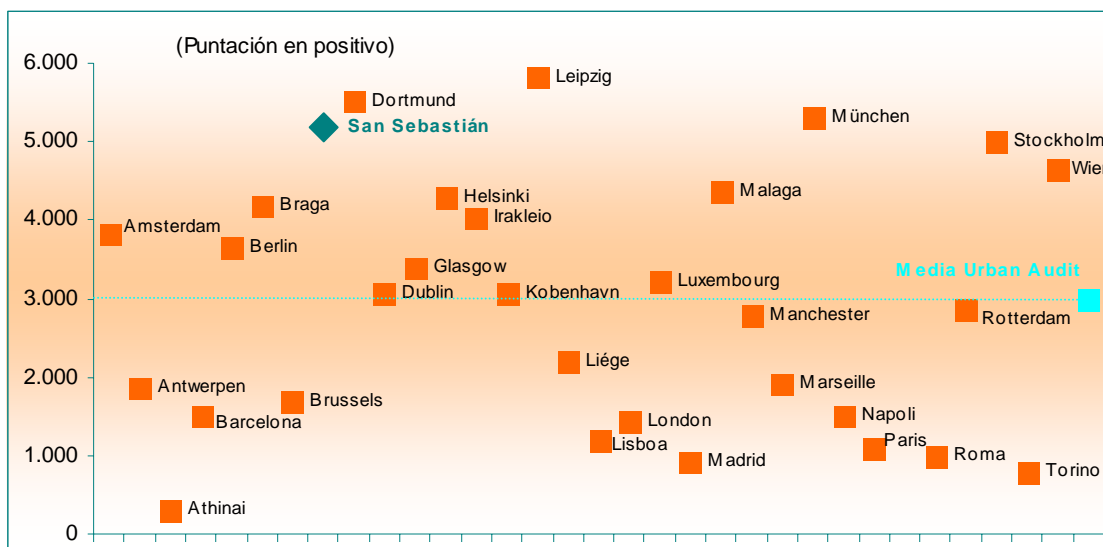 (Puntación en positivo)
6.000
5.000
4.000
3.000
2.000
1.000
0
Leipzig
Dortmund
San Sebastián
München
Stockholm
Wien
Helsinki
Malaga
Braga
Irakleio
Amsterdam
Berlin
Glasgow
Media Urban Audit
Luxembourg
Dublin
Kobenhavn
Manchester
Rotterdam
Liége
Antwerpen
Marseille
Brussels
Barcelona
London
Napoli
Lisboa
Paris
Madrid
Roma
Torino
Athinai